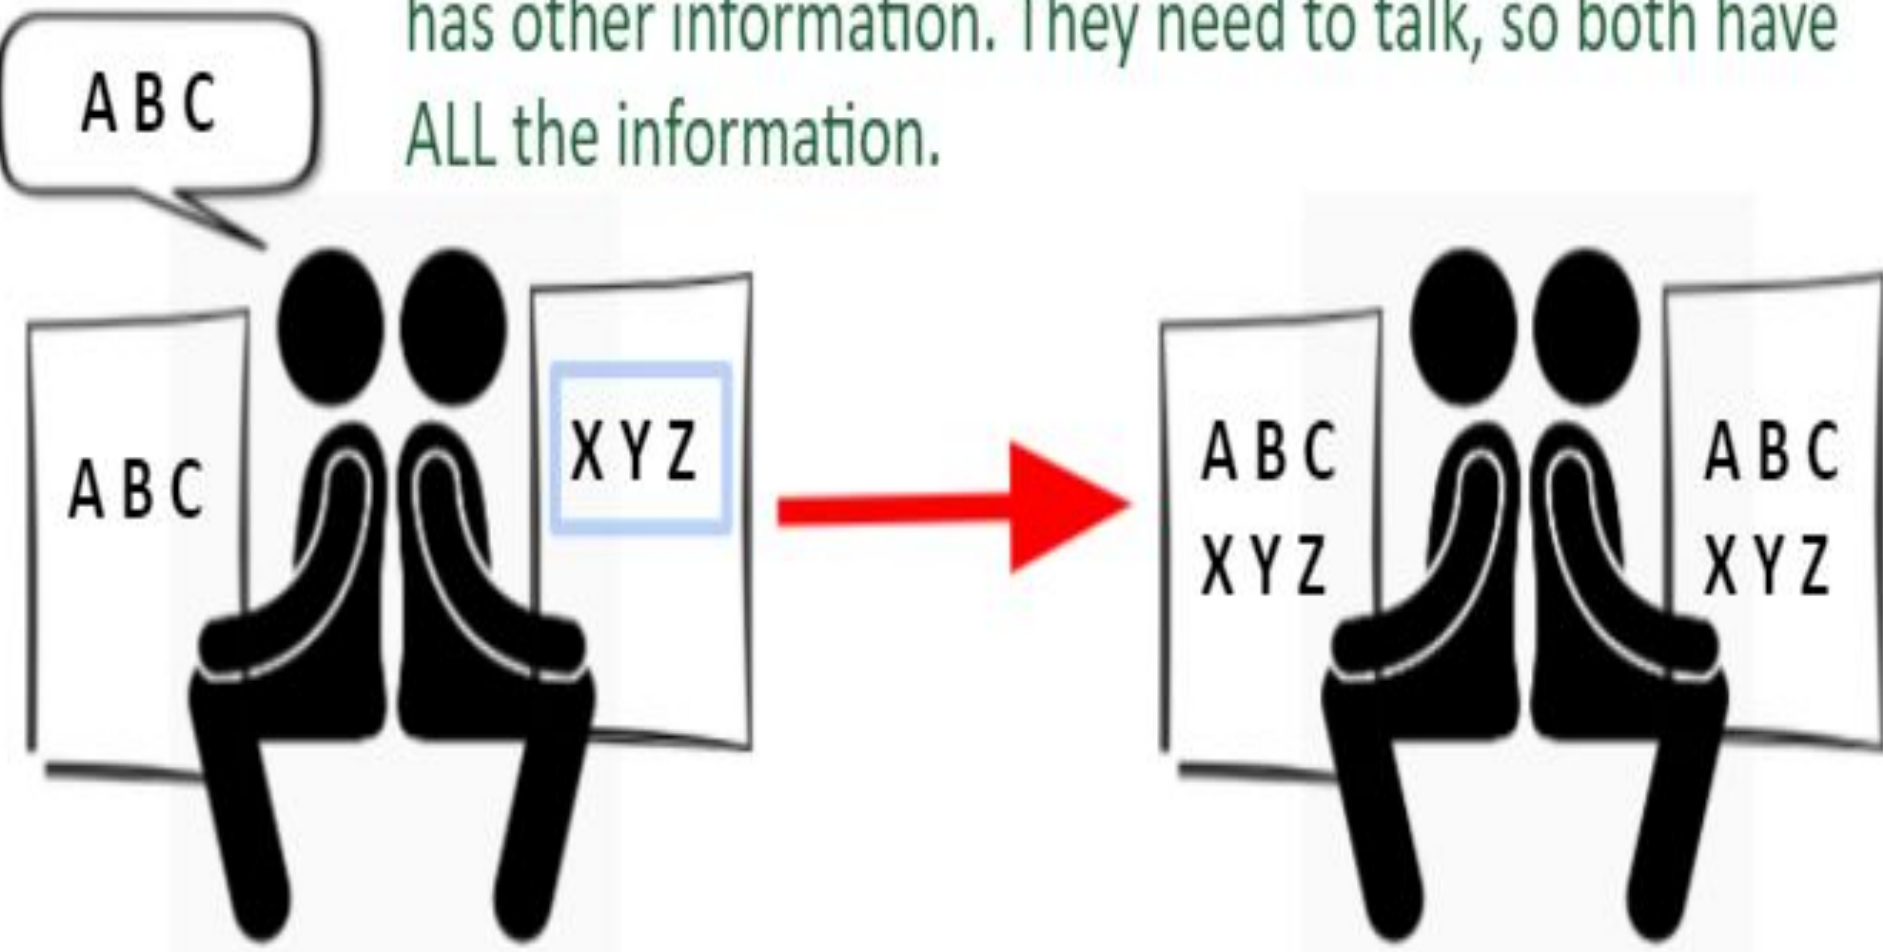 has other information. They need to talk, so both have
ALL the information.
A B C
A B C
X Y Z
A B C
X Y Z
A B C
X Y Z